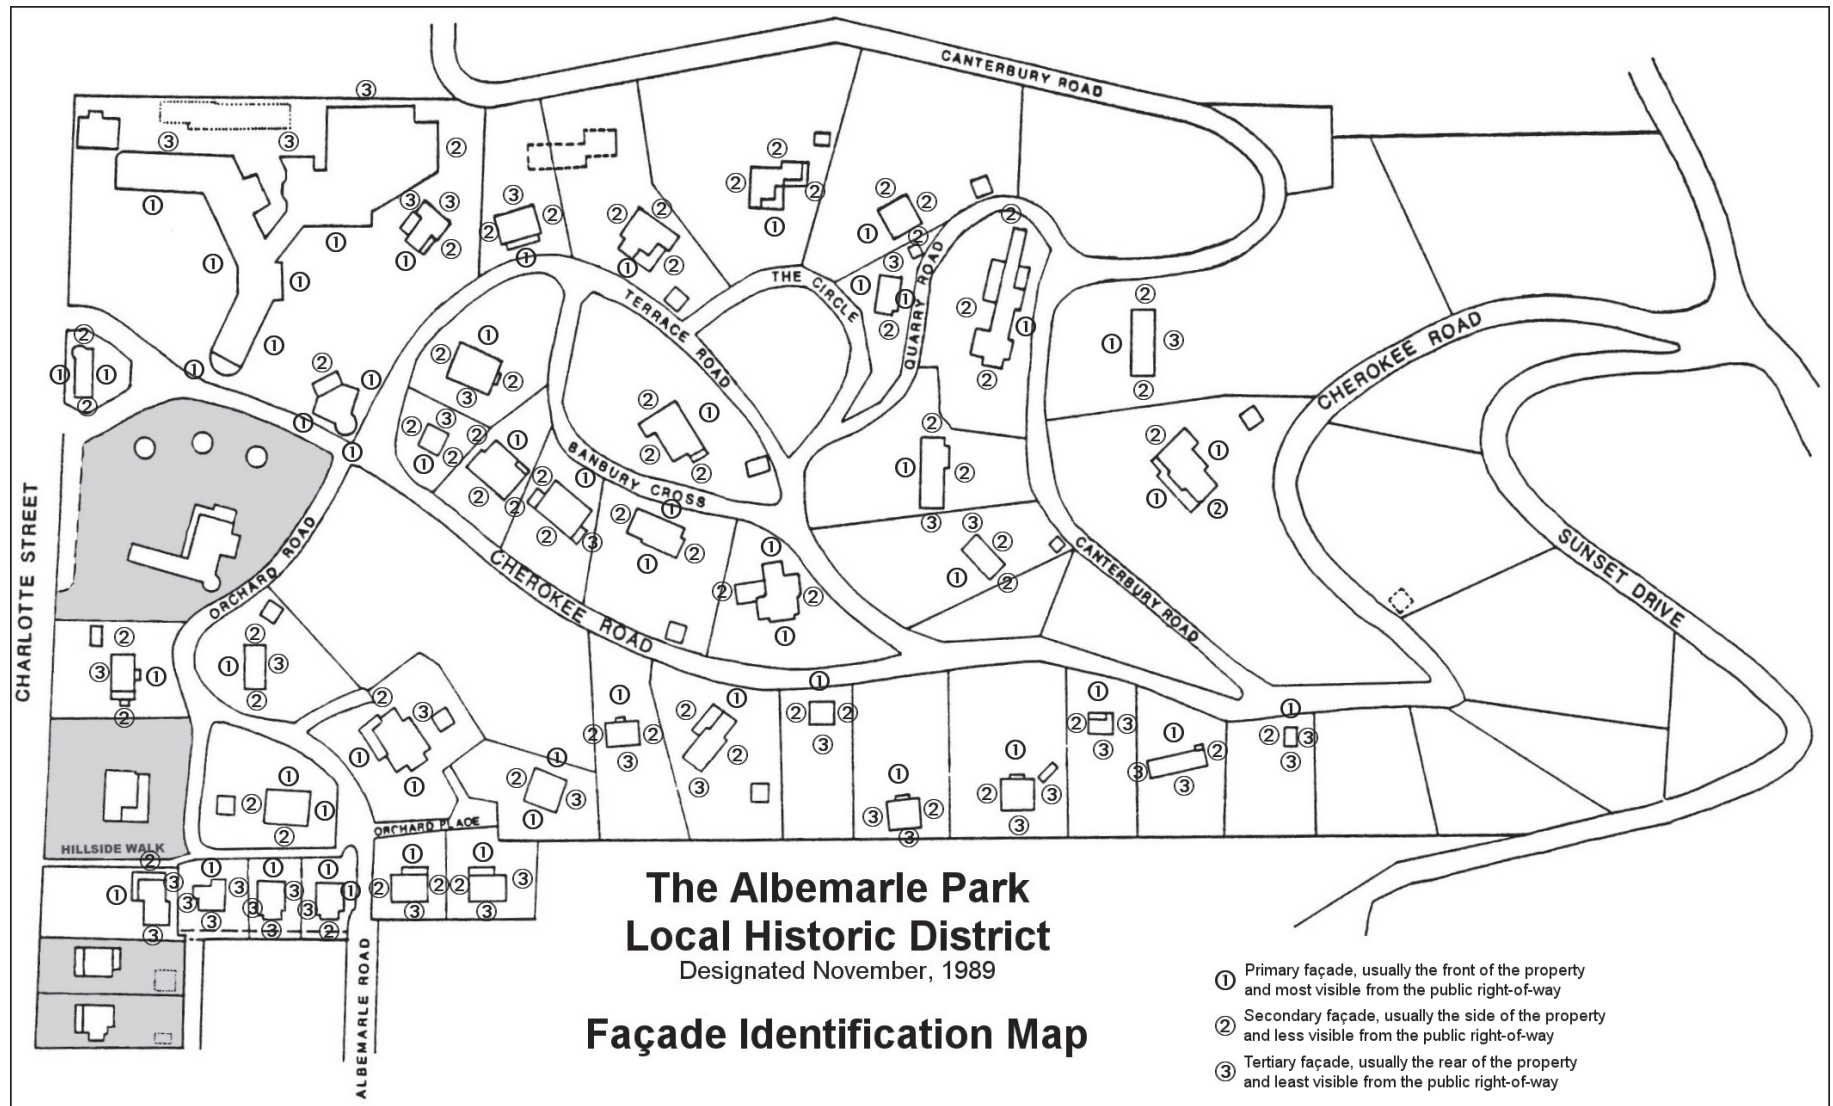 CANTERBURY ROAD
THE CIRCLE
TERRACE ROAD
QUARRY ROAD
CHEROKEE ROAD
BANBURY CROSS
CHARLOTTE STREET
ORCHARD ROAD
CHEROKEE ROAD
CANTERBURY ROAD
SUNSET DRIVE
ORCHARD PLACE
HILLSIDE WALK
ALBEMARLE ROAD
The Albemarle Park
Local Historic District
Designated November, 1989
Façade Identification Map
① Primary façade, usually the front of the property
and most visible from the public right-of-way
② Secondary façade, usually the side of the property
and less visible from the public right-of-way
③ Tertiary façade, usually the rear of the property
and least visible from the public right-of-way